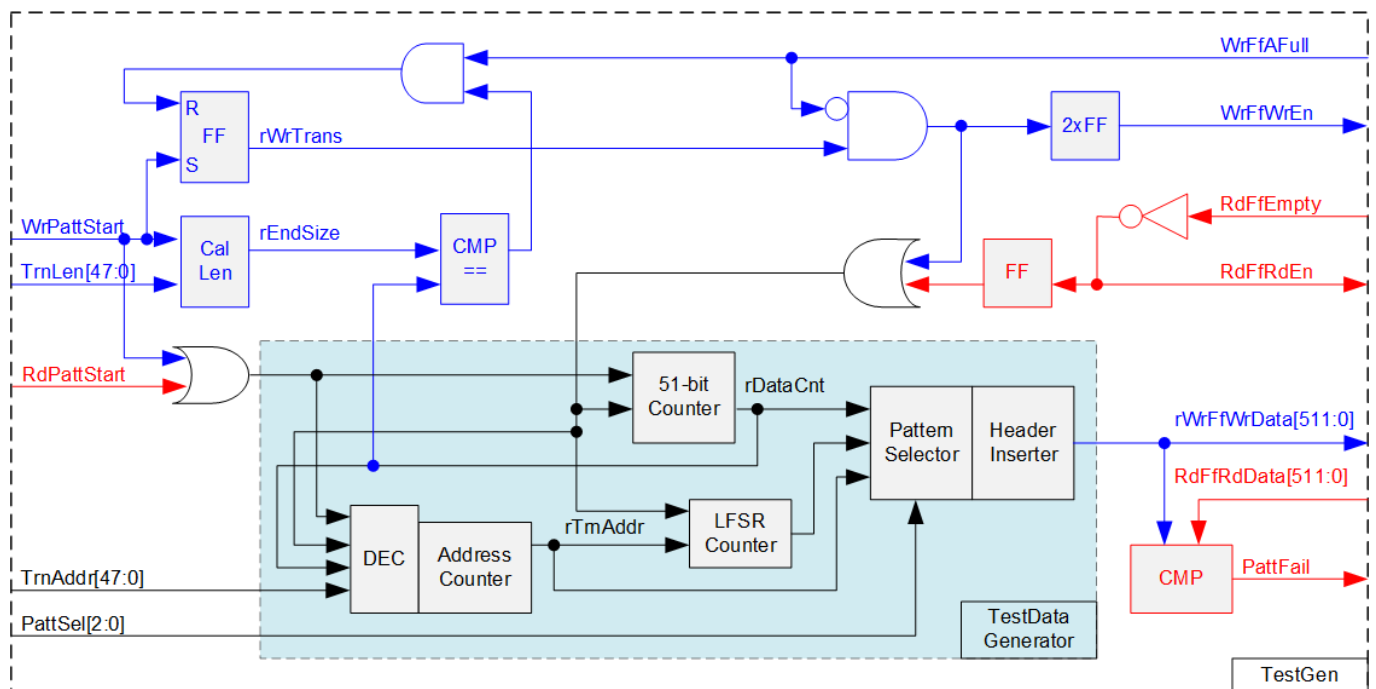 WrFfAFull
R
FF
S
rWrTrans
2xFF
WrFfWrEn
WrPattStart
TrnLen[47:0]
Cal
Len
rEndSize
CMP
==
RdFfEmpty
FF
RdFfRdEn
RdPattStart
51-bit
Counter
rDataCnt
Pattern
Selector
Header
Inserter
rWrFfWrData[511:0]
RdFfRdData[511:0]
DEC
Address
Counter
rTrnAddr
LFSR
Counter
CMP
PattFail
TrnAddr[47:0]
PattSel[2:0]
TestData
Generator
TestGen